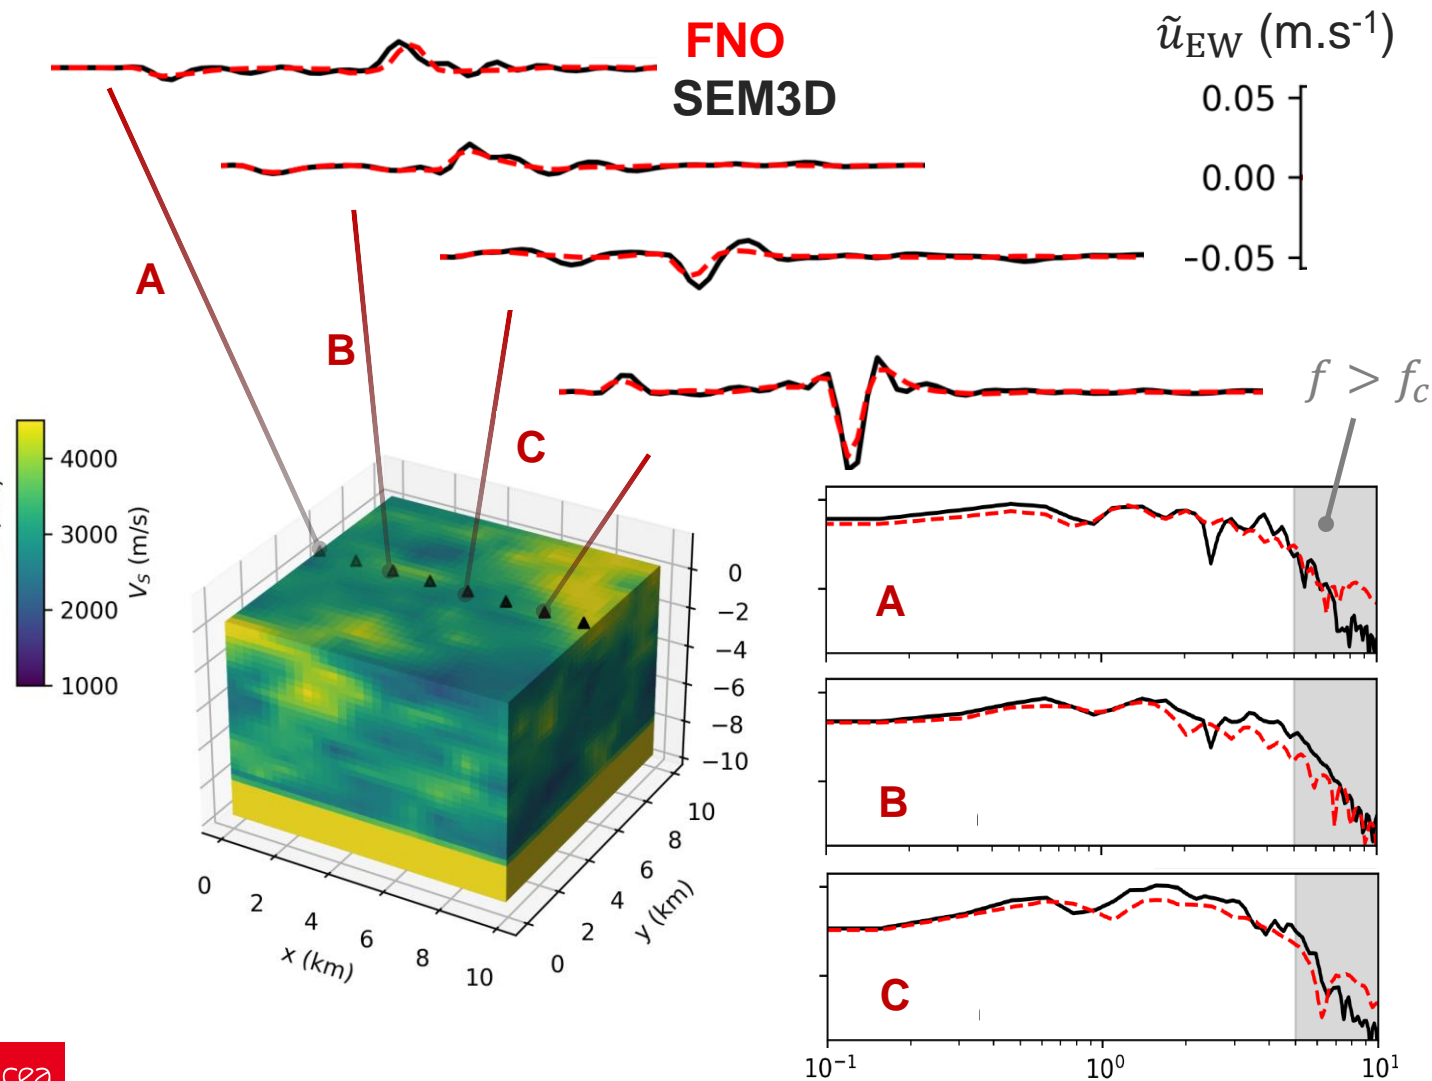 FNO
SEM3D
ũEW (m.s-1)
0.05
0.00
-0.05
A
B
C
f > fc
4000
3000
2000
1000
VS (m/s)
0
−2
−4
−6
−8
−10
0
2
4
6
8
10
x (km)
0
2
4
6
8
10
y (km)
A
B
C
10−1
100
101
cea